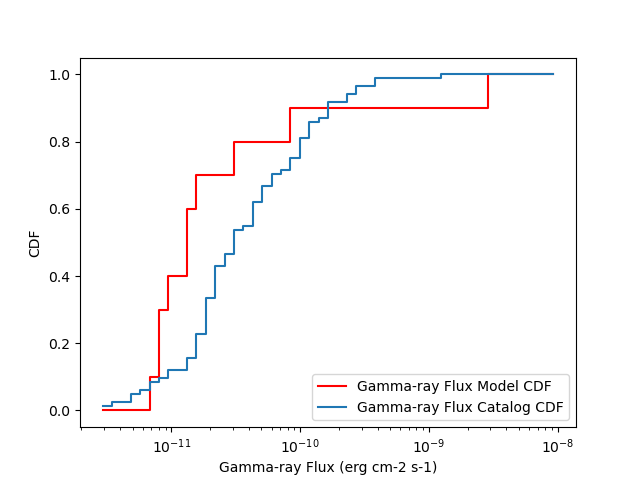 1.0
0.8
0.6
0.4
0.2
0.0
CDF
10⁻¹¹
10⁻¹⁰
10⁻⁹
10⁻⁸
Gamma-ray Flux (erg cm-2 s-1)
Gamma-ray Flux Model CDF
Gamma-ray Flux Catalog CDF